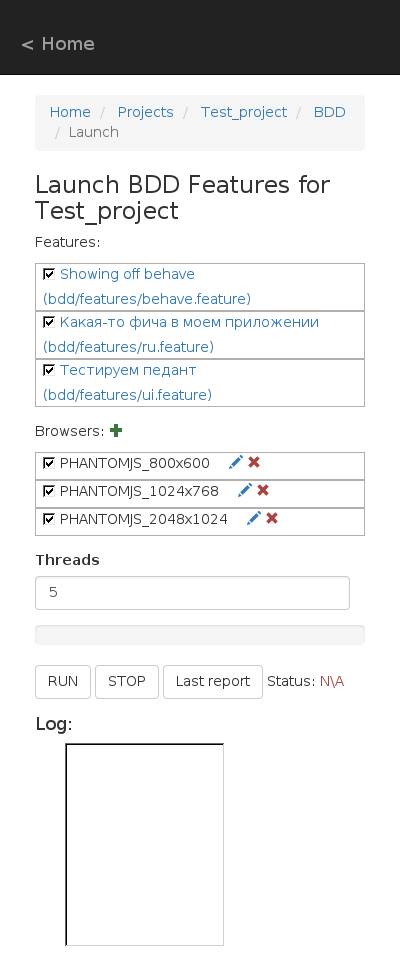 < Home
Home / Projects / Test_project / BDD
/ Launch
Launch BDD Features for
Test_project
Features:
Showing off behave
(bdd/features/behave.feature)
Какая-то фича в моем приложении
(bdd/features/ru.feature)
Тестируем педант
(bdd/features/ui.feature)
Browsers:
PHANTOMJS_800x600
PHANTOMJS_1024x768
PHANTOMJS_2048x1024
Threads
5
RUN STOP Last report Status: N\A
Log: